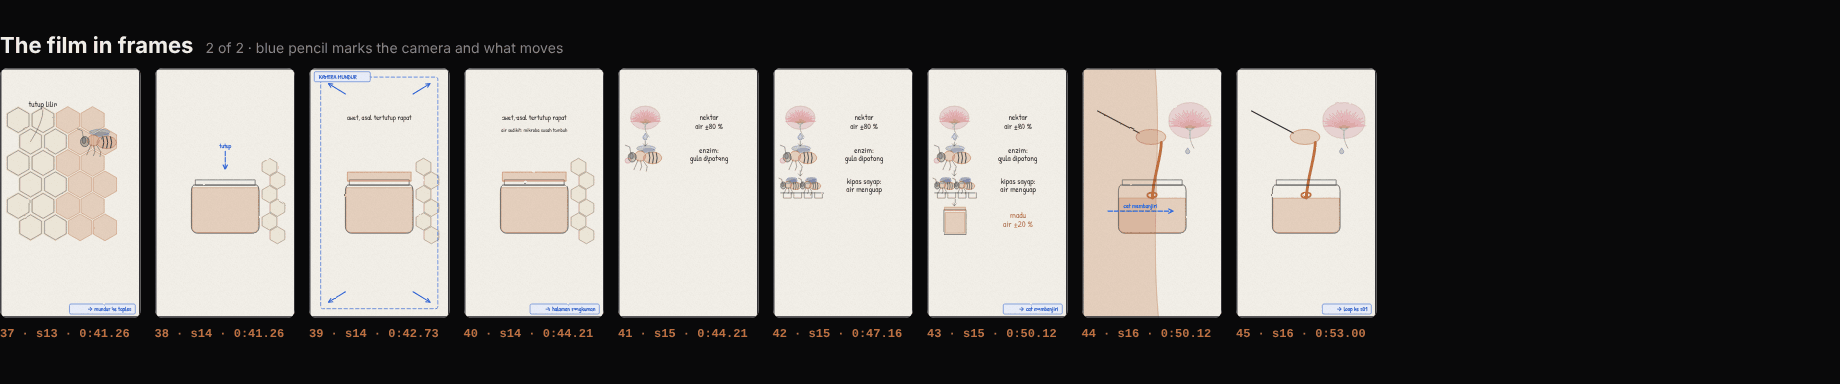 The film in frames 2 of 2 · blue pencil marks the camera and what moves
tutup lilin
→ mundur ke toples
37 · s13 · 0:41.26
tutup
38 · s14 · 0:41.26
KAMERA MUNDUR
awet, asal tertutup rapat
39 · s14 · 0:42.73
awet, asal tertutup rapat
air sedikit: mikroba susah tumbuh
→ halaman rangkuman
40 · s14 · 0:44.21
nektar
air ±80 %
enzim:
gula dipotong
41 · s15 · 0:44.21
nektar
air ±80 %
enzim:
gula dipotong
kipas sayap:
air menguap
42 · s15 · 0:47.16
nektar
air ±80 %
enzim:
gula dipotong
kipas sayap:
air menguap
madu
air ±20 %
→ cat membanjiri
43 · s15 · 0:50.12
cat membanjiri
44 · s16 · 0:50.12
→ loop ke s01
45 · s16 · 0:53.00